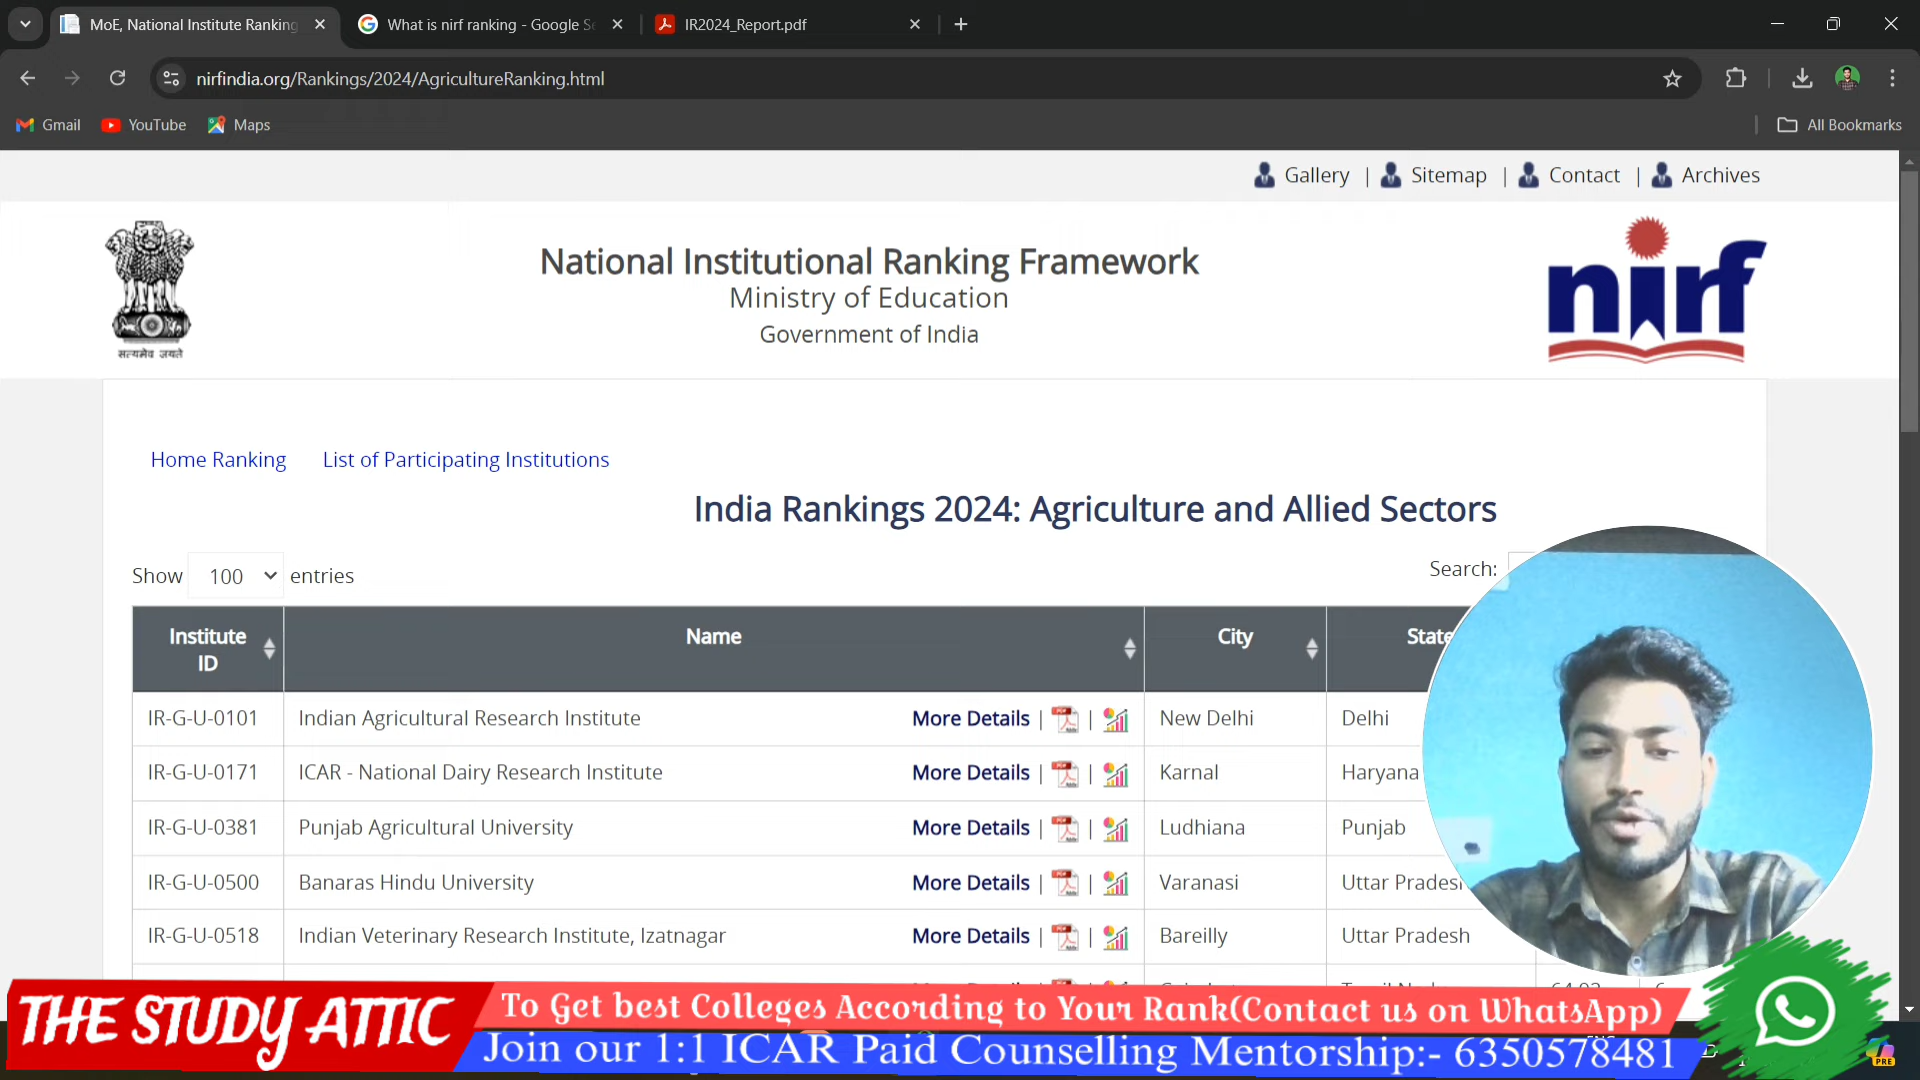 MoE, National Institute Ranking
What is nirf ranking - Google Se
IR2024_Report.pdf
nirfindia.org/Rankings/2024/AgricultureRanking.html
Gmail
YouTube
Maps
All Bookmarks
Gallery | Sitemap | Contact | Archives
सत्यमेव जयते
National Institutional Ranking Framework
Ministry of Education
Government of India
nirf
Home Ranking
List of Participating Institutions
India Rankings 2024: Agriculture and Allied Sectors
Show 100 entries
Search:
Institute ID Name City State
IR-G-U-0101 Indian Agricultural Research Institute More Details | | New Delhi Delhi
IR-G-U-0171 ICAR - National Dairy Research Institute More Details | | Karnal Haryana
IR-G-U-0381 Punjab Agricultural University More Details | | Ludhiana Punjab
IR-G-U-0500 Banaras Hindu University More Details | | Varanasi Uttar Pradesh
IR-G-U-0518 Indian Veterinary Research Institute, Izatnagar More Details | | Bareilly Uttar Pradesh
THE STUDY ATTIC
To Get best Colleges According to Your Rank(Contact us on WhatsApp)
Join our 1:1 ICAR Paid Counselling Mentorship:- 6350578481
PRE